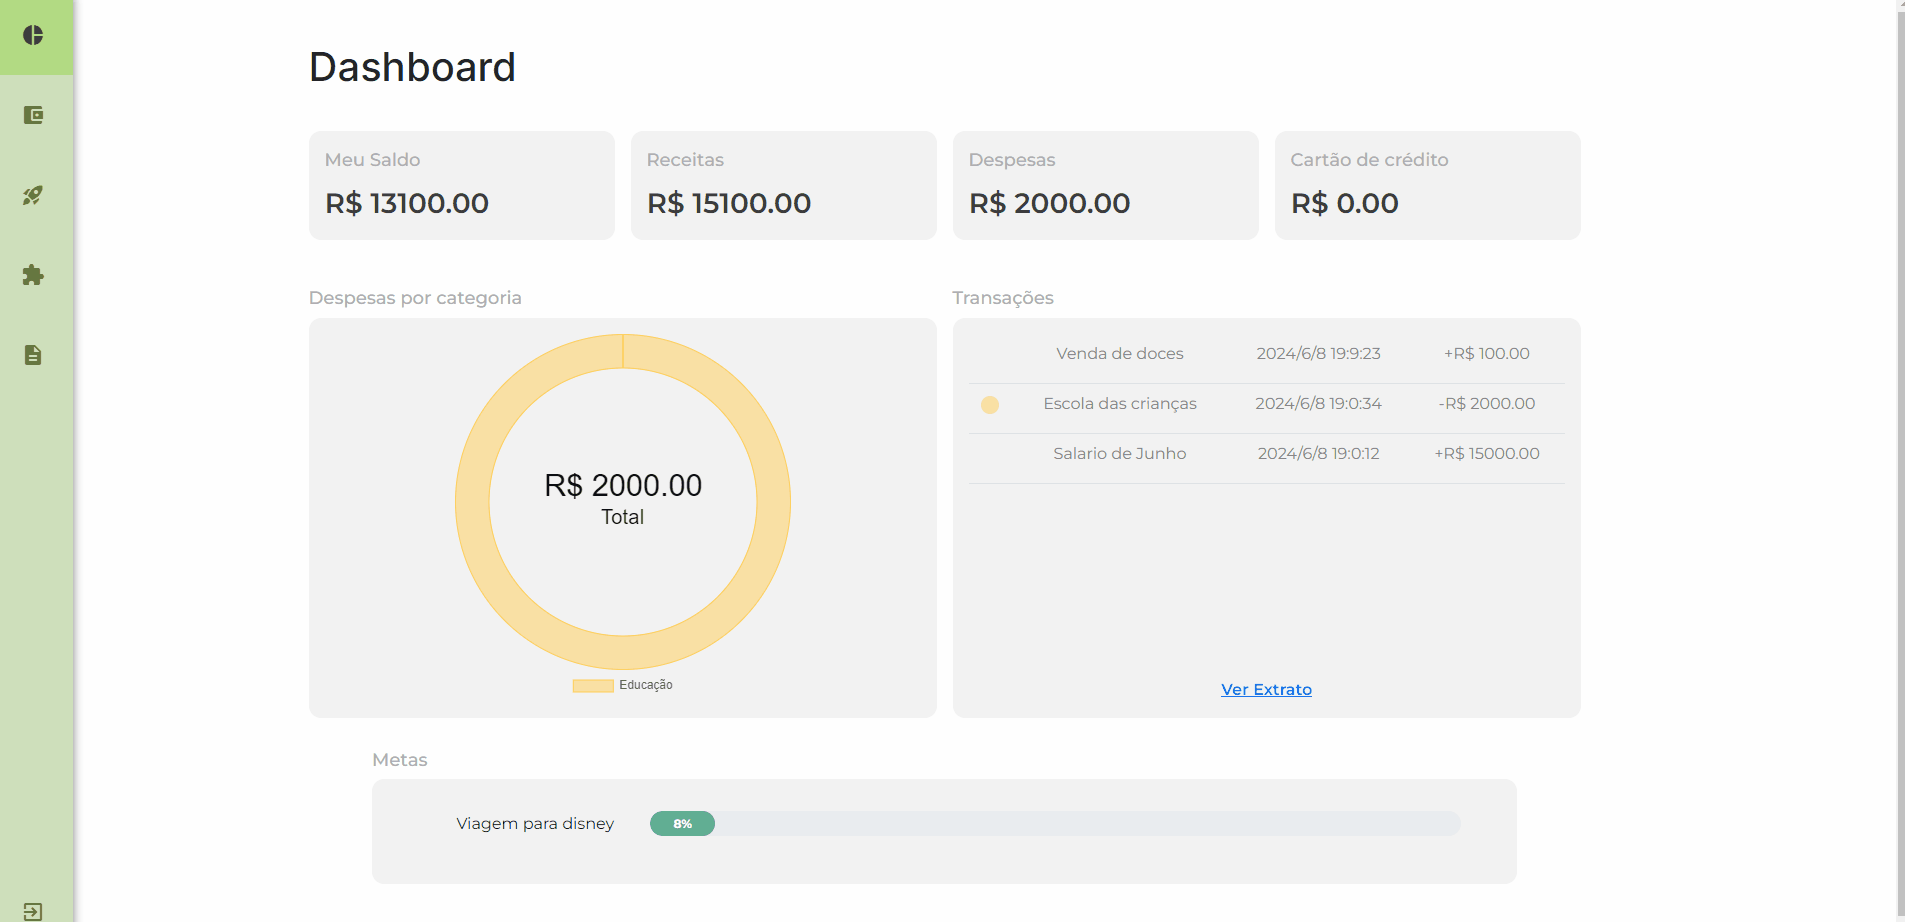 Dashboard
Meu Saldo
R$ 13100.00
Receitas
R$ 15100.00
Despesas
R$ 2000.00
Cartão de crédito
R$ 0.00
Despesas por categoria
R$ 2000.00
Total
Educação
Transações
Venda de doces 2024/6/8 19:9:23 +R$ 100.00
Escola das crianças 2024/6/8 19:0:34 -R$ 2000.00
Salario de Junho 2024/6/8 19:0:12 +R$ 15000.00
Ver Extrato
Metas
Viagem para disney 8%